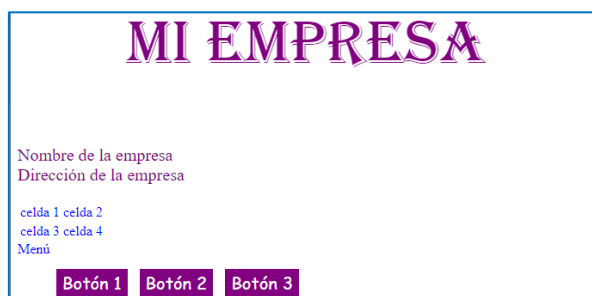 MI EMPRESA
Nombre de la empresa
Dirección de la empresa
celda 1 celda 2
celda 3 celda 4
Menú
Botón 1 Botón 2 Botón 3